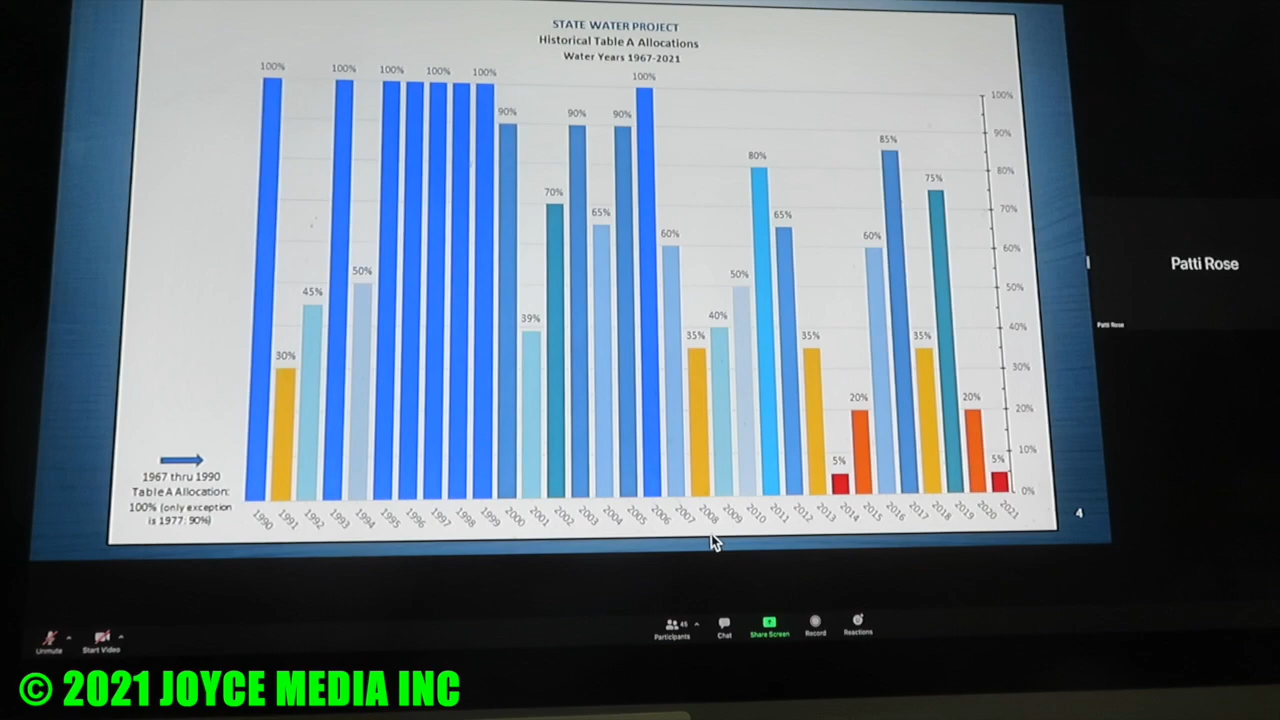 STATE WATER PROJECT
Historical Table A Allocations
Water Years 1967-2021
100%
30%
45%
100%
50%
100%
100%
100%
90%
39%
70%
90%
65%
90%
100%
60%
35%
40%
50%
80%
65%
35%
5%
20%
60%
85%
35%
75%
20%
5%
100%
90%
80%
70%
60%
50%
40%
30%
20%
10%
0%
1967 thru 1990
Table A Allocation:
100% (only exception
is 1977: 90%)
1990 1991 1992 1993 1994 1995 1996 1997 1998 1999 2000 2001 2002 2003 2004 2005 2006 2007 2008 2009 2010 2011 2012 2013 2014 2015 2016 2017 2018 2019 2020 2021
4
Patti Rose
Patti Rose
Unmute
Start Video
45
Participants
Chat
Share Screen
Record
Reactions
© 2021 JOYCE MEDIA INC